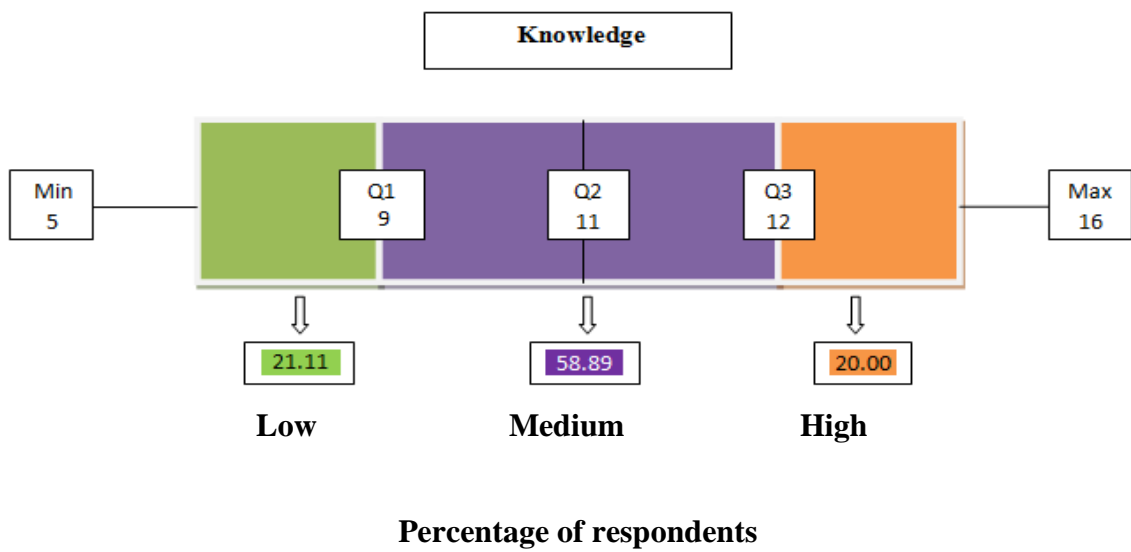 Knowledge
Min
5
Q1
9
Q2
11
Q3
12
Max
16
21.11
58.89
20.00
Low
Medium
High
Percentage of respondents